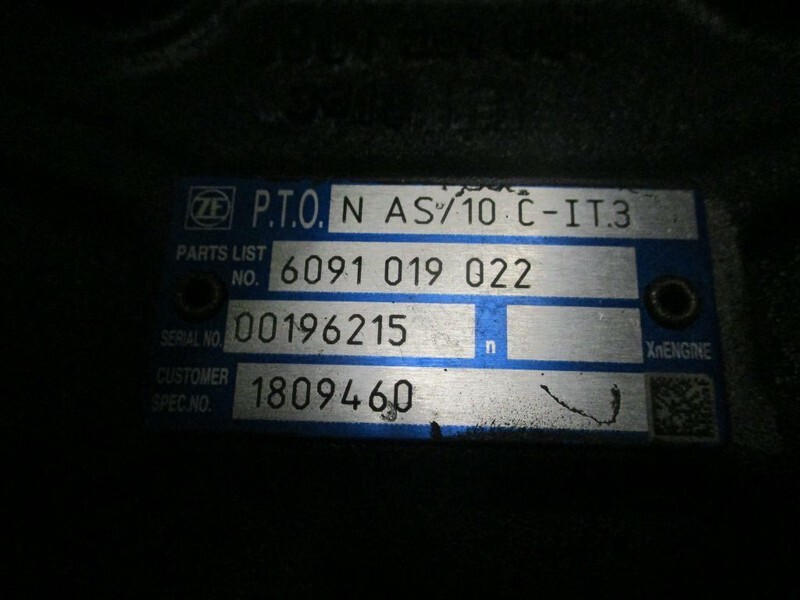 ZF P.T.O. N AS/10 C-IT.3
PARTS LIST
NO. 6091 019 022
SERIAL NO. 00196215 n XnENGINE
CUSTOMER
SPEC.NO. 1809460